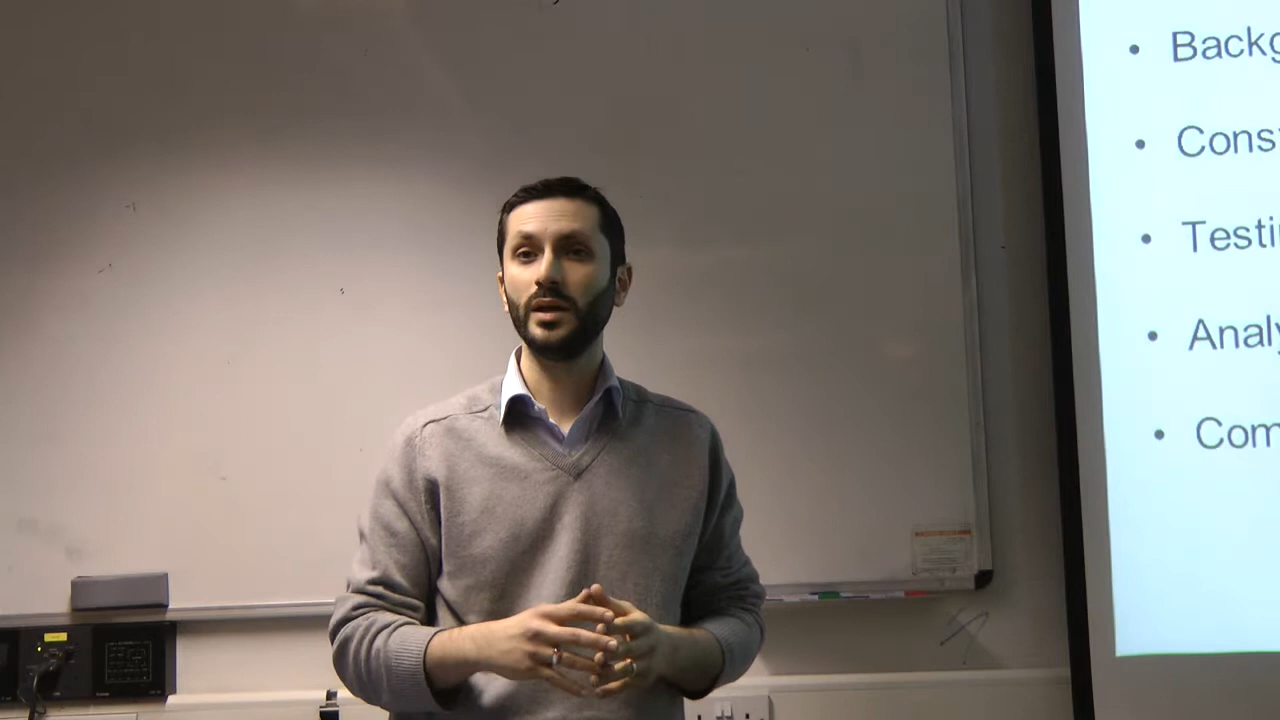 • Backg
• Cons
• Testi
• Analy
• Com